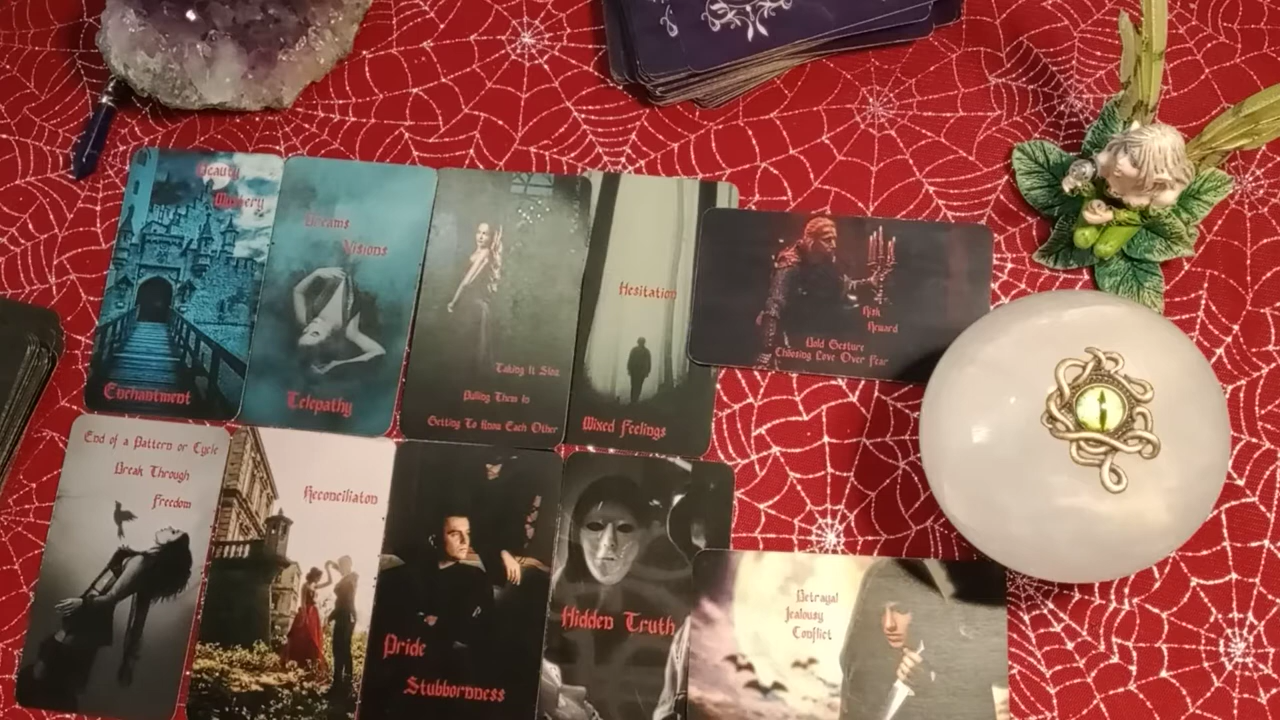 Beauty
Mystery
Enchantment
Dreams
Visions
Telepathy
Taking It Slow
Pulling Them In
Getting To Know Each Other
Hesitation
Mixed Feelings
Risk
Reward
Bold Gesture
Choosing Love Over Fear
End of a Pattern or Cycle
Break Through
Freedom
Reconciliaton
Pride
Stubbornness
Hidden Truth
Betrayal
Jealousy
Conflict